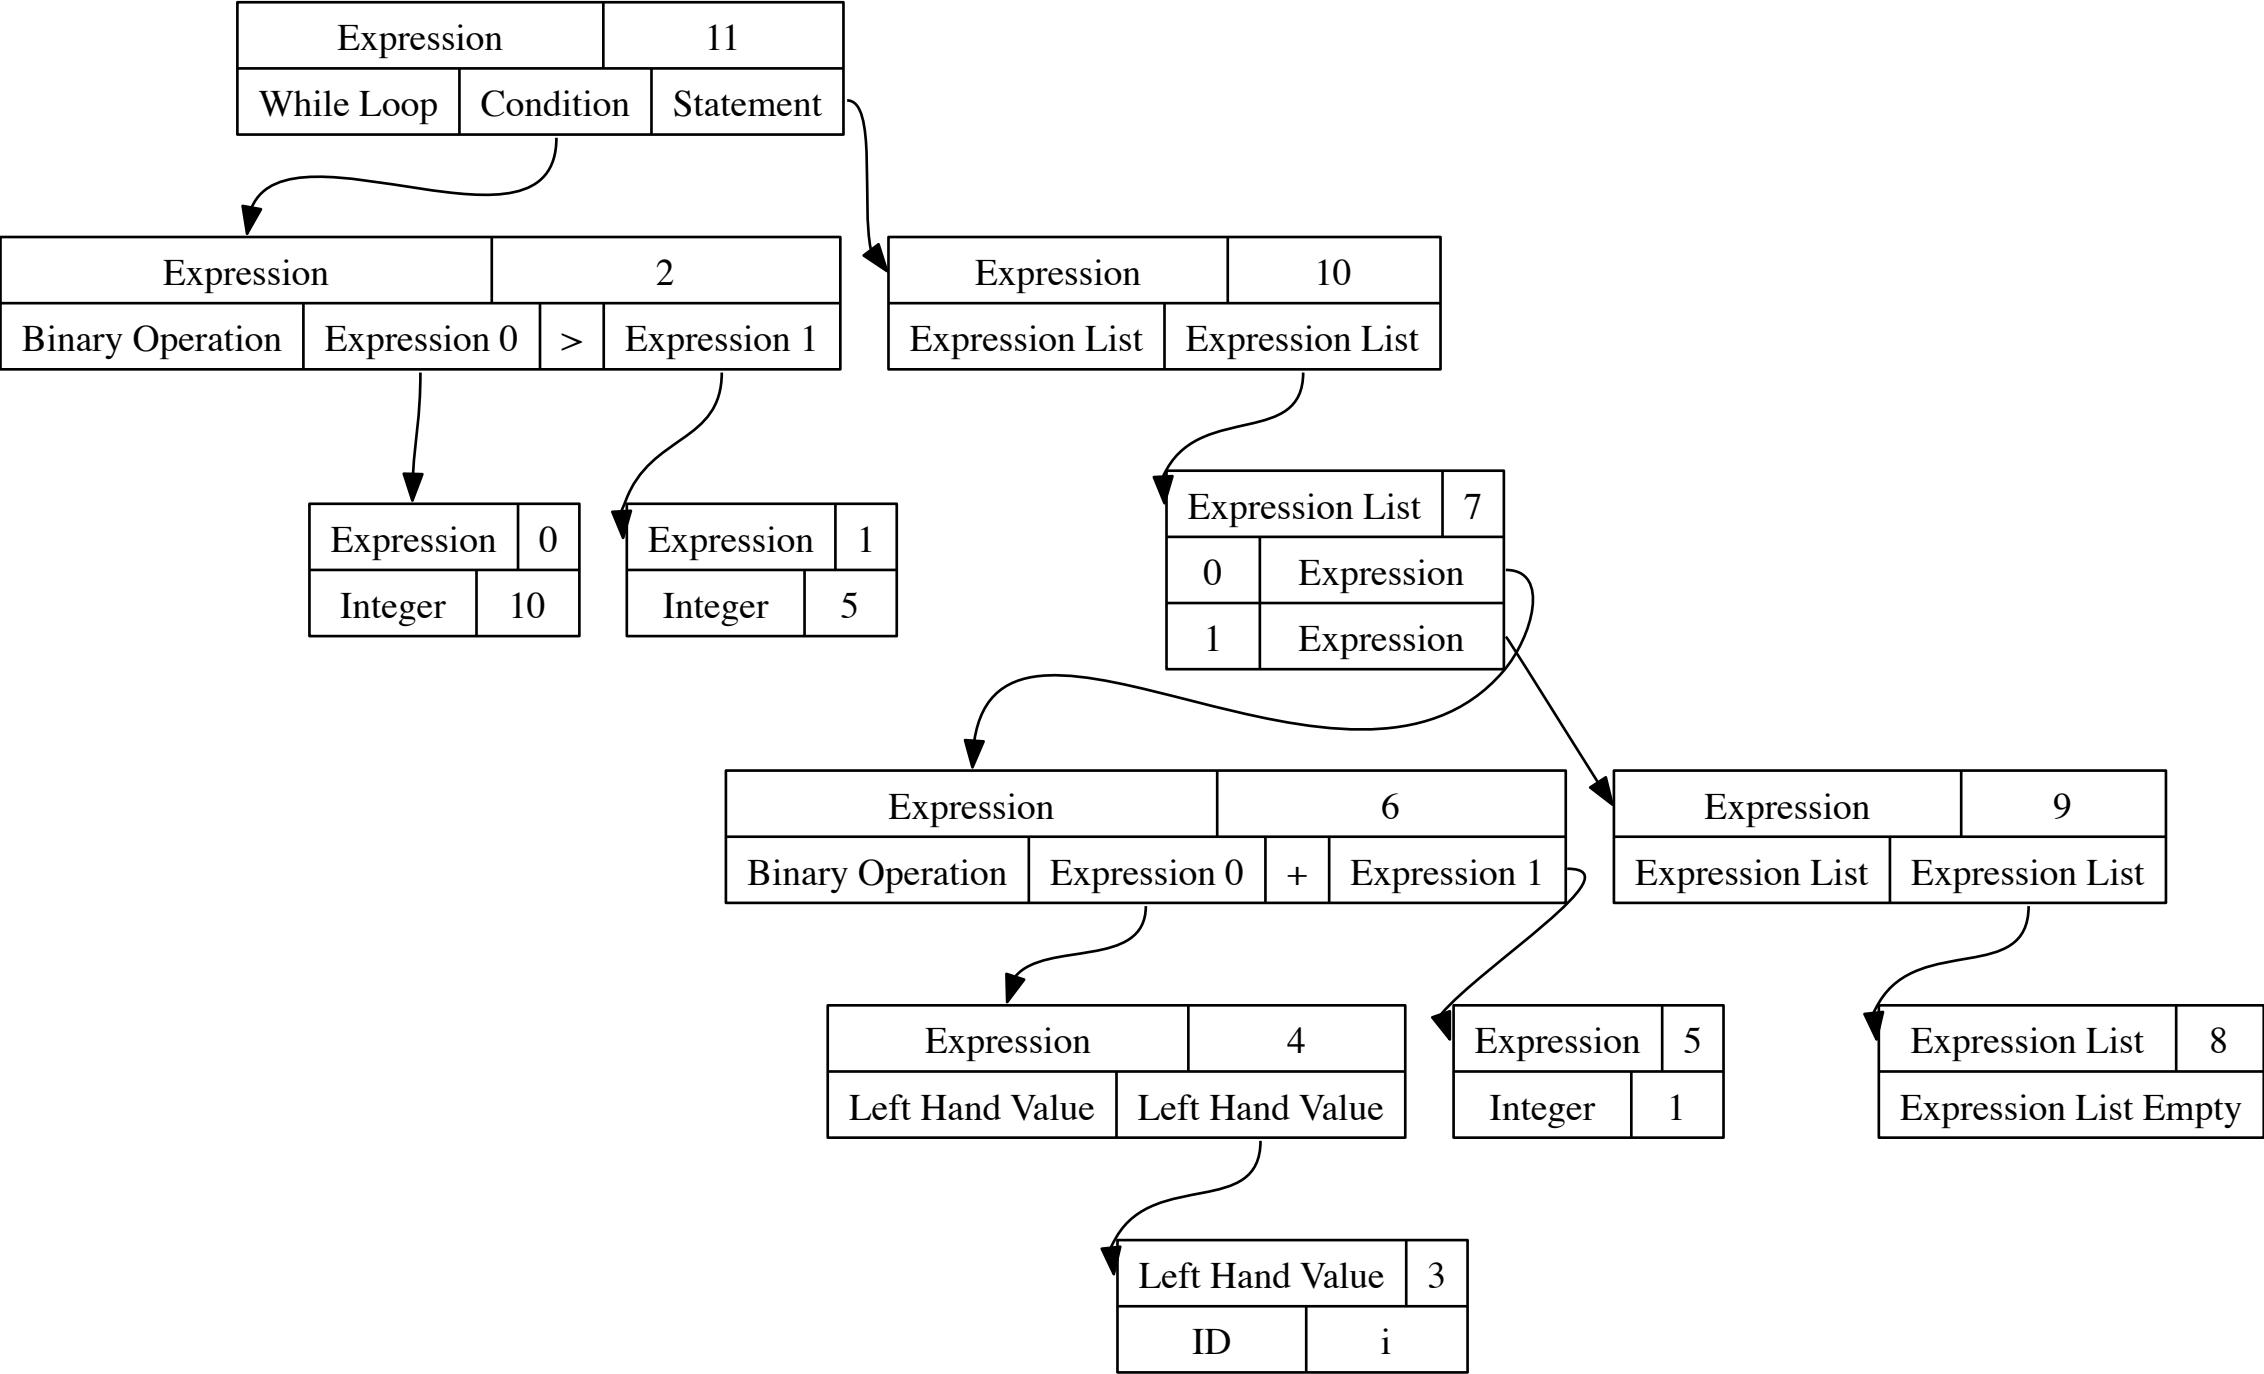 Expression 11
While Loop Condition Statement
Expression 2
Binary Operation Expression 0 > Expression 1
Expression 10
Expression List Expression List
Expression 0
Integer 10
Expression 1
Integer 5
Expression List 7
0 Expression
1 Expression
Expression 6
Binary Operation Expression 0 + Expression 1
Expression 9
Expression List Expression List
Expression 4
Left Hand Value Left Hand Value
Expression 5
Integer 1
Expression List 8
Expression List Empty
Left Hand Value 3
ID i